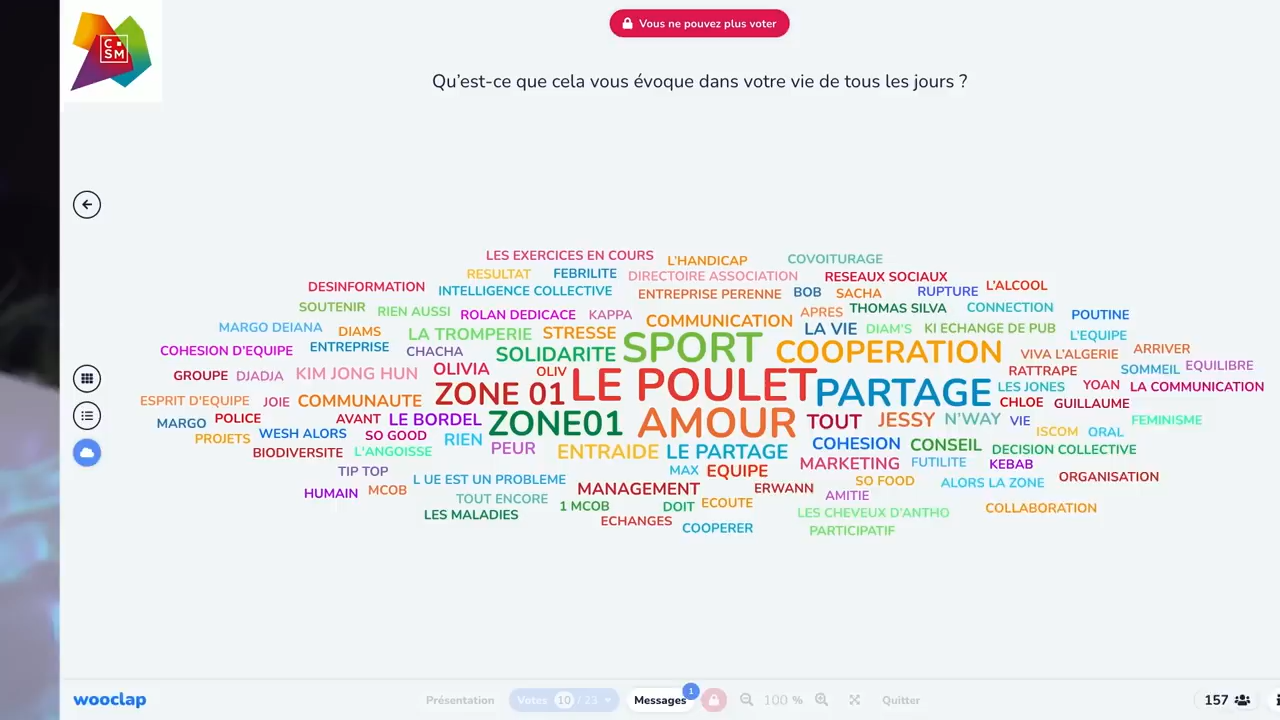 C
SM
Vous ne pouvez plus voter
Qu'est-ce que cela vous évoque dans votre vie de tous les jours ?
LES EXERCICES EN COURS L'HANDICAP COVOITURAGE
RESULTAT FEBRILITE DIRECTOIRE ASSOCIATION RESEAUX SOCIAUX
DESINFORMATION INTELLIGENCE COLLECTIVE ENTREPRISE PERENNE BOB SACHA RUPTURE L'ALCOOL
SOUTENIR RIEN AUSSI ROLAN DEDICACE KAPPA COMMUNICATION APRES THOMAS SILVA CONNECTION POUTINE
MARGO DEIANA DIAMS LA TROMPERIE STRESSE LA VIE DIAM'S KI ECHANGE DE PUB L'EQUIPE
COHESION D'EQUIPE ENTREPRISE CHACHA SOLIDARITE SPORT COOPERATION VIVA L'ALGERIE ARRIVER
GROUPE DJADJA KIM JONG HUN OLIVIA OLIV RATTRAPE SOMMEIL EQUILIBRE
ESPRIT D'EQUIPE JOIE COMMUNAUTE ZONE 01 LE POULET PARTAGE LES JONES YOAN LA COMMUNICATION
CHLOE GUILLAUME
MARGO POLICE AVANT LE BORDEL ZONE01 AMOUR TOUT JESSY N'WAY VIE FEMINISME
PROJETS WESH ALORS SO GOOD RIEN ISCOM ORAL
BIODIVERSITE L'ANGOISSE PEUR ENTRAIDE LE PARTAGE COHESION CONSEIL DECISION COLLECTIVE
TIP TOP MAX EQUIPE MARKETING FUTILITE KEBAB
L UE EST UN PROBLEME SO FOOD ALORS LA ZONE ORGANISATION
HUMAIN MCOB TOUT ENCORE MANAGEMENT ERWANN AMITIE
1 MCOB DOIT ECOUTE
LES MALADIES ECHANGES LES CHEVEUX D'ANTHO COLLABORATION
COOPERER PARTICIPATIF
wooclap Présentation Votes 10 / 23 Messages 1 100 % Quitter 157